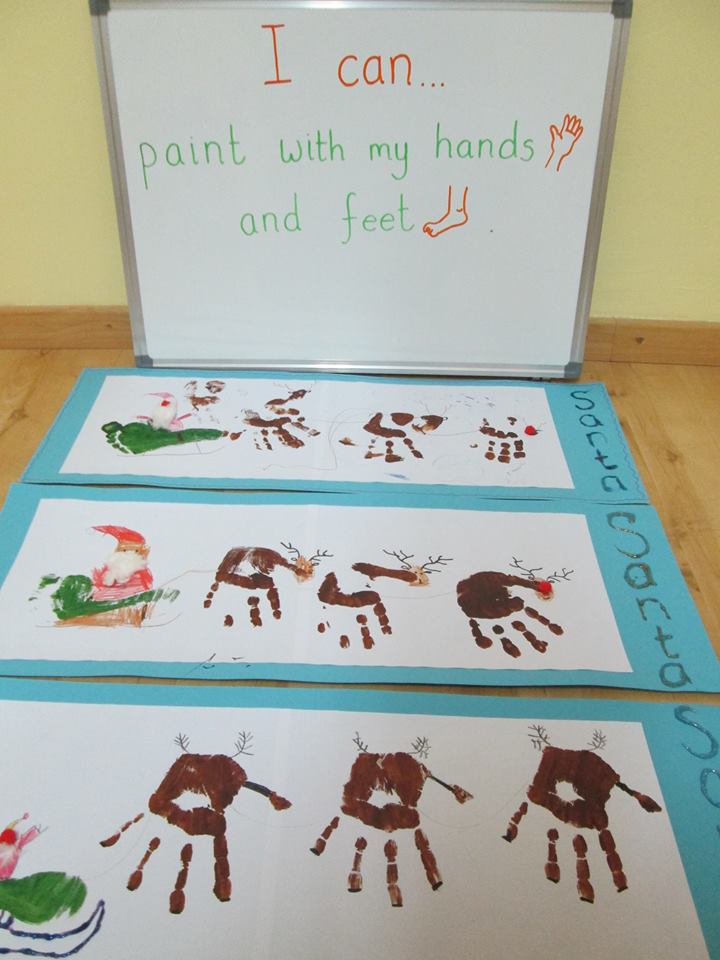 I can...
paint with my hands
and feet .
Santa
Santa
S